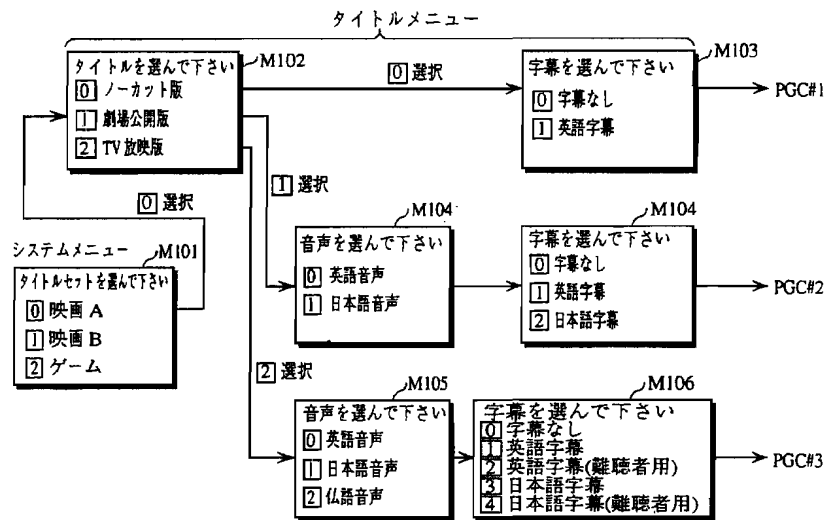 タイトルメニュー
M102
タイトルを選んで下さい
0 ノーカット版
1 劇場公開版
2 TV放映版
0 選択
M103
字幕を選んで下さい
0 字幕なし
1 英語字幕
PGC#1
0 選択
1 選択
システムメニュー
M101
タイトルセットを選んで下さい
0 映画 A
1 映画 B
2 ゲーム
M104
音声を選んで下さい
0 英語音声
1 日本語音声
M104
字幕を選んで下さい
0 字幕なし
1 英語字幕
2 日本語字幕
PGC#2
2 選択
M105
音声を選んで下さい
0 英語音声
1 日本語音声
2 仏語音声
M106
字幕を選んで下さい
0 字幕なし
1 英語字幕
2 英語字幕(難聴者用)
3 日本語字幕
4 日本語字幕(難聴者用)
PGC#3